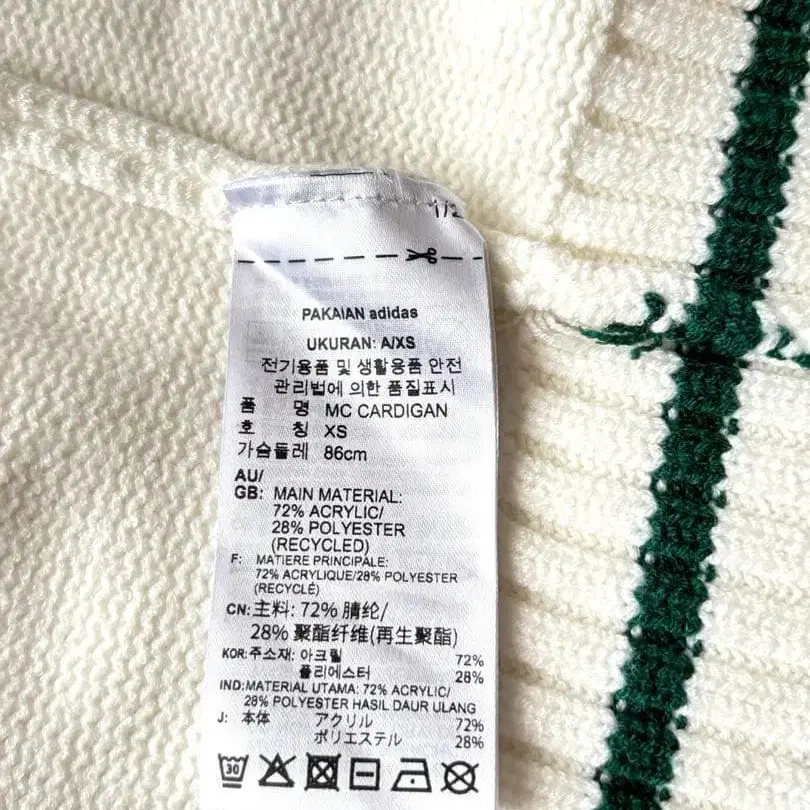 1/2
PAKAIAN adidas
UKURAN: A/XS
전기용품 및 생활용품 안전
관리법에 의한 품질표시
품 명 MC CARDIGAN
호 칭 XS
가슴둘레 86cm
AU/
GB: MAIN MATERIAL:
72% ACRYLIC/
28% POLYESTER
(RECYCLED)
F: MATIERE PRINCIPALE:
72% ACRYLIQUE/28% POLYESTER
(RECYCLÉ)
CN: 主料: 72% 腈纶/
28% 聚酯纤维(再生聚酯)
KOR: 주소재: 아크릴 72%
폴리에스터 28%
IND: MATERIAL UTAMA: 72% ACRYLIC/
28% POLYESTER HASIL DAUR ULANG
J: 本体 アクリル 72%
ポリエステル 28%
30